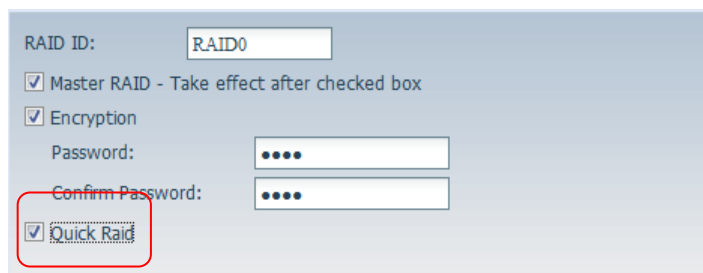 RAID ID: RAID0
Master RAID - Take effect after checked box
Encryption
Password: ●●●●
Confirm Password: ●●●●
Quick Raid